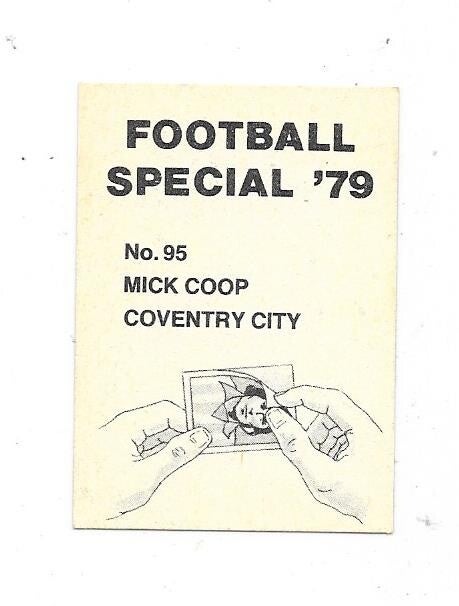 FOOTBALL
SPECIAL '79
No. 95
MICK COOP
COVENTRY CITY